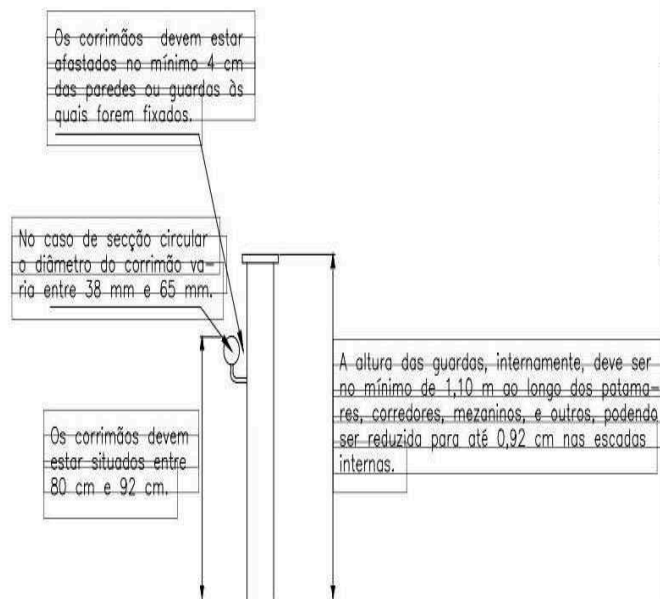 Os corrimãos devem estar
afastados no mínimo 4 cm
das paredes ou guardas às
quais forem fixados.
No caso de secção circular
o diâmetro do corrimão va-
ria entre 38 mm e 65 mm.
A altura das guardas, internamente, deve ser
no mínimo de 1,10 m ao longo dos patama-
res, corredores, mezaninos, e outros, podendo
ser reduzida para até 0,92 cm nas escadas
internas.
Os corrimãos devem
estar situados entre
80 cm e 92 cm.